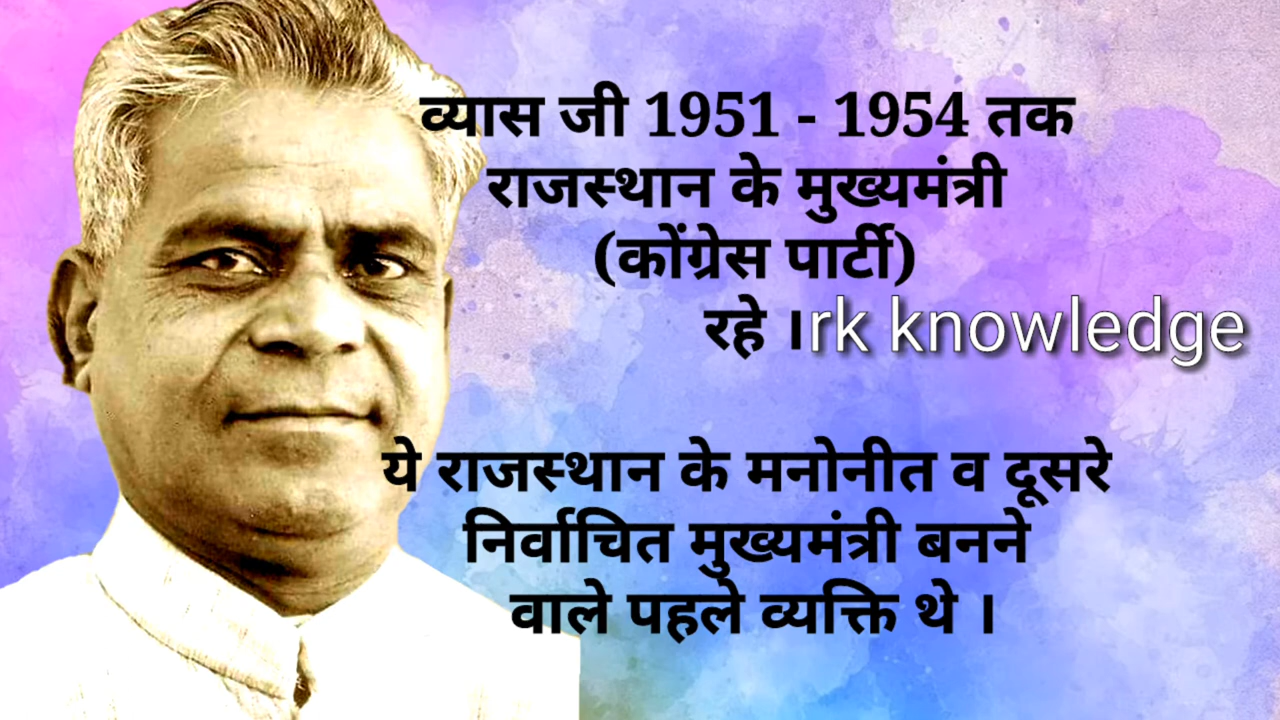 व्यास जी 1951 - 1954 तक
राजस्थान के मुख्यमंत्री
(कोंग्रेस पार्टी)
रहे ।rk knowledge
ये राजस्थान के मनोनीत व दूसरे
निर्वाचित मुख्यमंत्री बनने
वाले पहले व्यक्ति थे ।